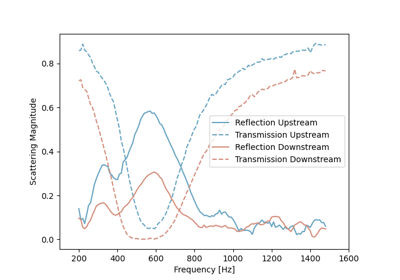 0.8
0.6
0.4
0.2
0.0
Scattering Magnitude
Reflection Upstream
Transmission Upstream
Reflection Downstream
Transmission Downstream
200 400 600 800 1000 1200 1400 1600
Frequency [Hz]